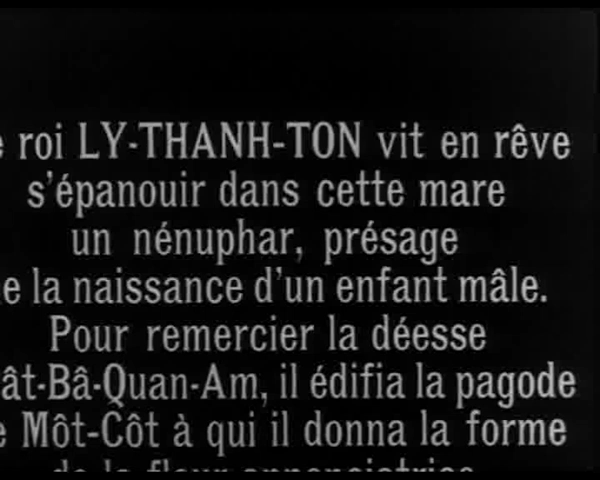 roi LY-THANH-TON vit en rêve
s'épanouir dans cette mare
un nénuphar, présage
la naissance d'un enfant mâle.
Pour remercier la déesse
ât-Bâ-Quan-Am, il édifia la pagode
Môt-Côt à qui il donna la forme